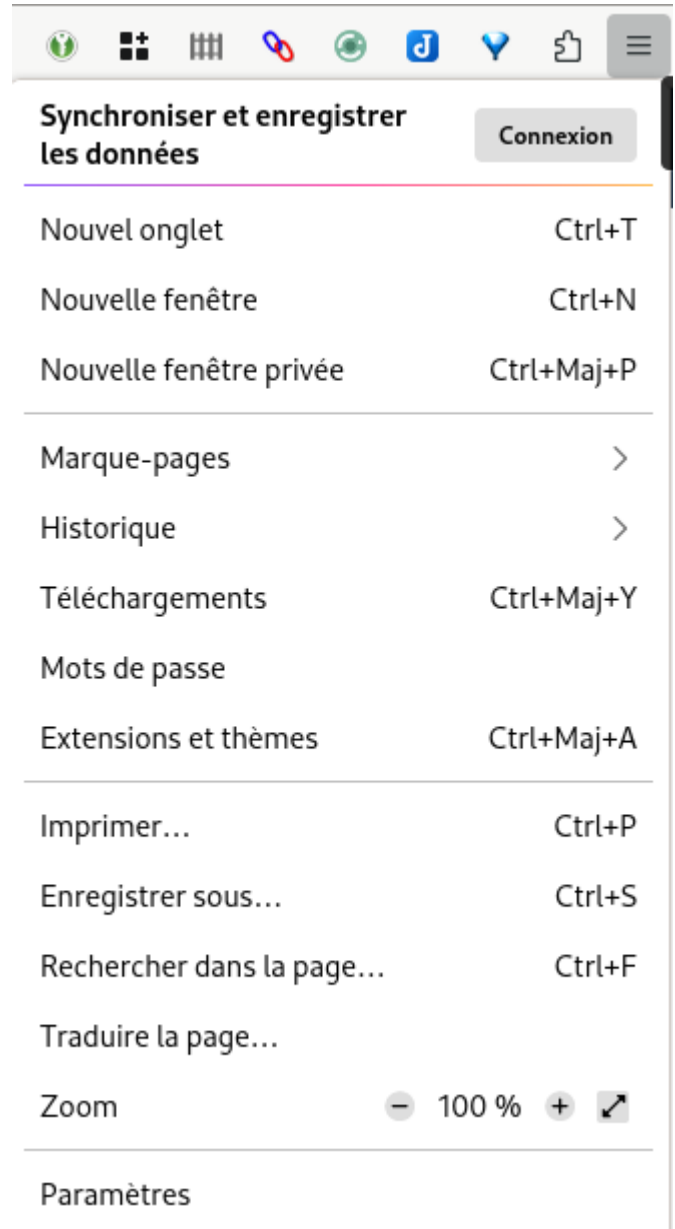 Synchroniser et enregistrer
les données
Connexion
Nouvel onglet Ctrl+T
Nouvelle fenêtre Ctrl+N
Nouvelle fenêtre privée Ctrl+Maj+P
Marque-pages
Historique
Téléchargements Ctrl+Maj+Y
Mots de passe
Extensions et thèmes Ctrl+Maj+A
Imprimer… Ctrl+P
Enregistrer sous… Ctrl+S
Rechercher dans la page… Ctrl+F
Traduire la page…
Zoom − 100 % +
Paramètres